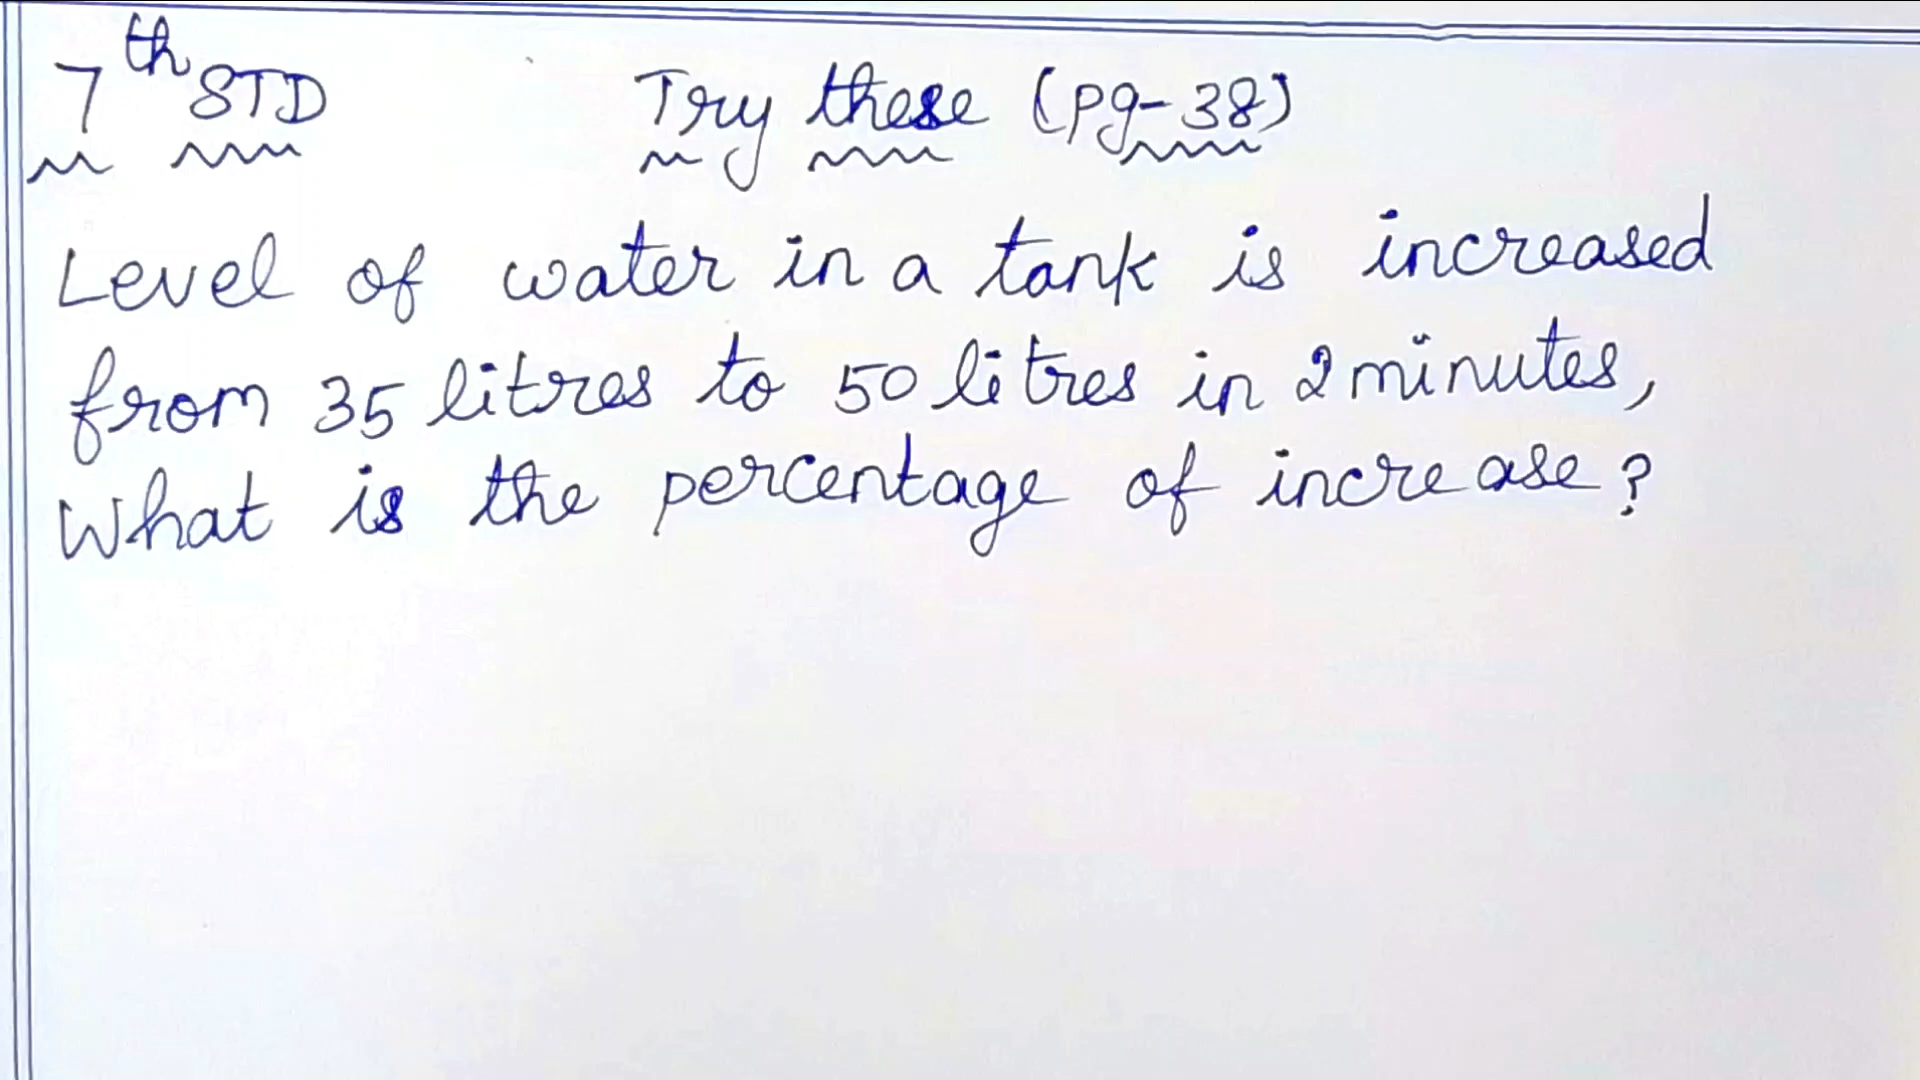 7th STD Try these (pg-38)
Level of water in a tank is increased
from 35 litres to 50 litres in 2 minutes,
What is the percentage of increase?